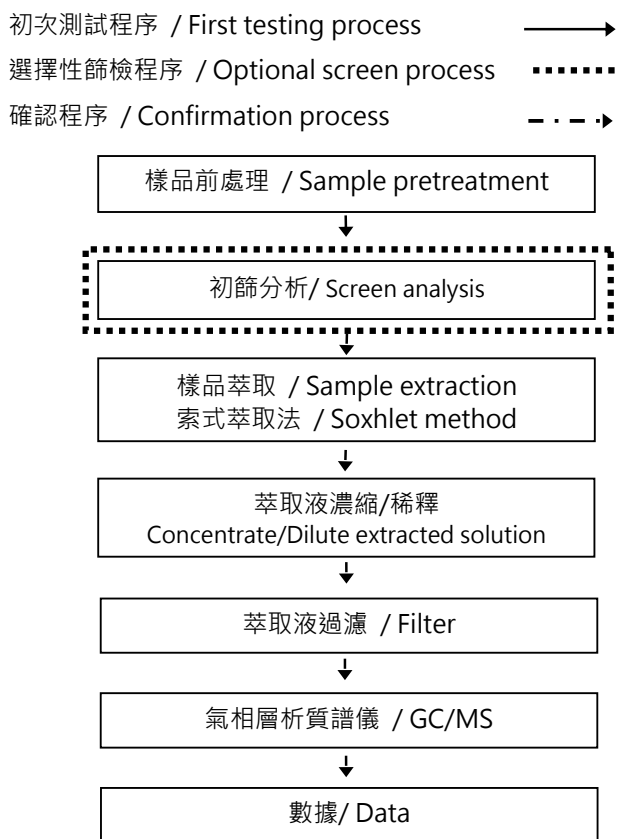 初次測試程序 / First testing process
選擇性篩檢程序 / Optional screen process
確認程序 / Confirmation process
樣品前處理 / Sample pretreatment
初篩分析/ Screen analysis
樣品萃取 / Sample extraction
索式萃取法 / Soxhlet method
萃取液濃縮/稀釋
Concentrate/Dilute extracted solution
萃取液過濾 / Filter
氣相層析質譜儀 / GC/MS
數據/ Data